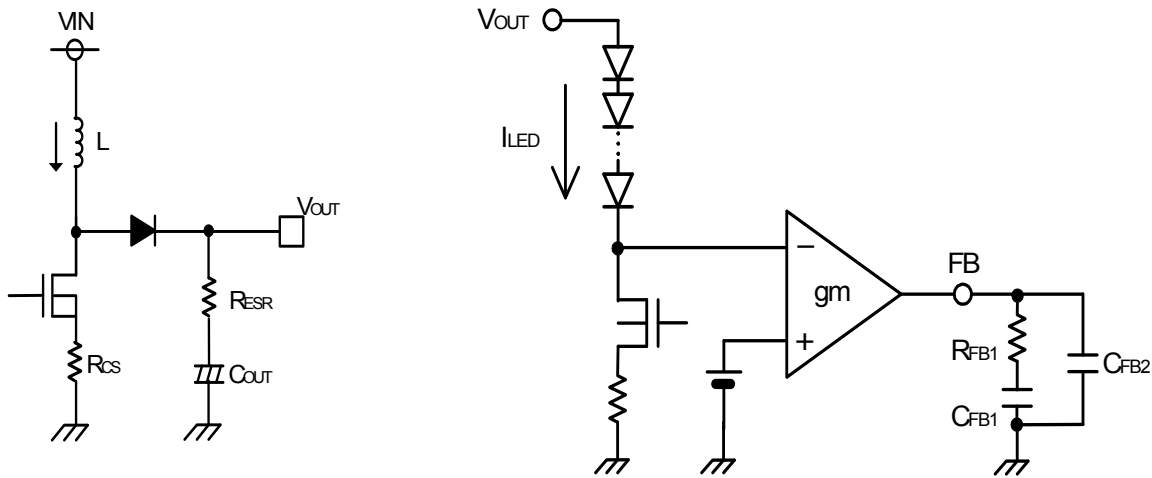 VIN
L
VOUT
RESR
RCS
COUT
VOUT
ILED
−
gm
+
FB
RFB1
CFB2
CFB1